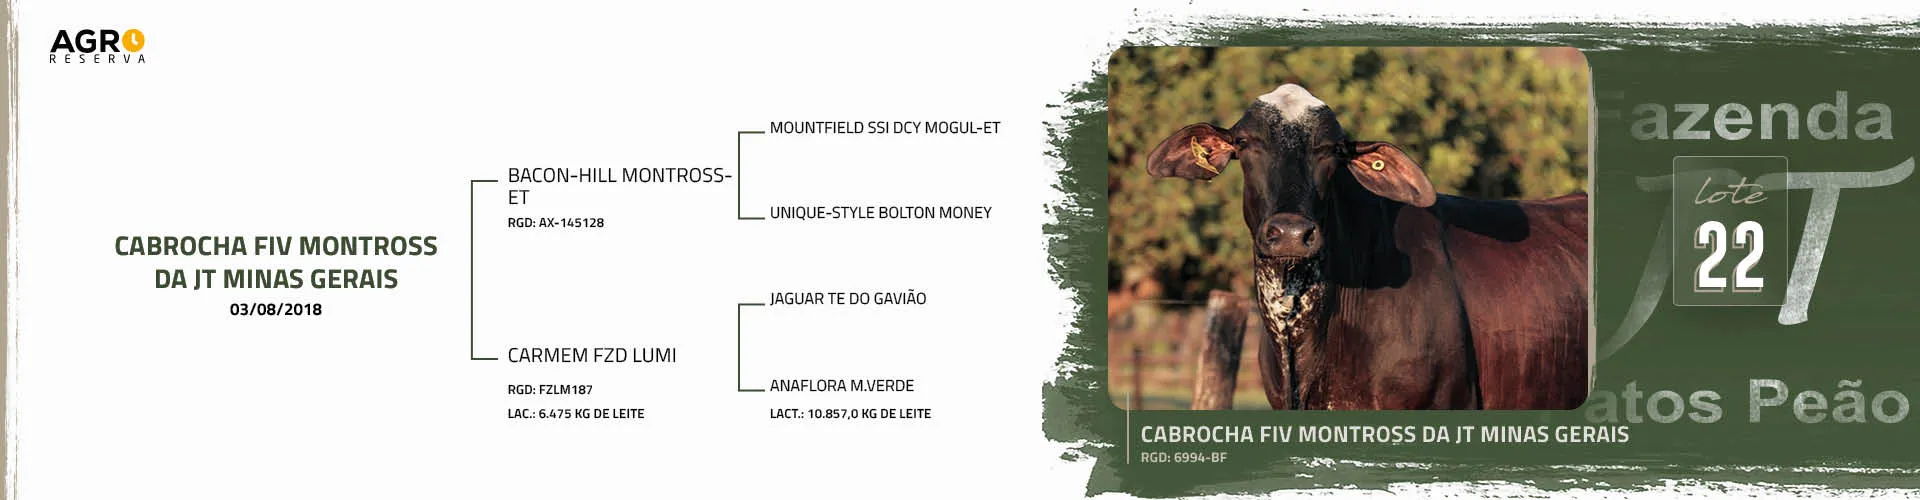 AGRO
RESERVA
CABROCHA FIV MONTROSS
DA JT MINAS GERAIS
03/08/2018
BACON-HILL MONTROSS-
ET
RGD: AX-145128
CARMEM FZD LUMI
RGD: FZLM187
LAC.: 6.475 KG DE LEITE
MOUNTFIELD SSI DCY MOGUL-ET
UNIQUE-STYLE BOLTON MONEY
JAGUAR TE DO GAVIÃO
ANAFLORA M.VERDE
LACT.: 10.857,0 KG DE LEITE
Fazenda
JT
lote
22
Patos Peão
CABROCHA FIV MONTROSS DA JT MINAS GERAIS
RGD: 6994-BF